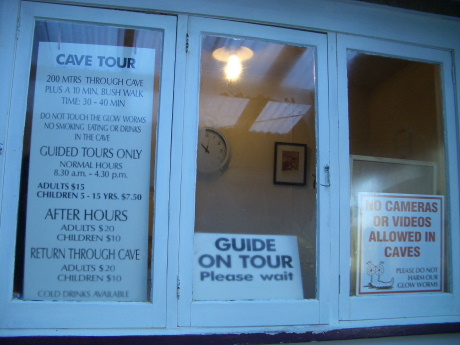 CAVE TOUR
200 MTRS THROUGH CAVE
PLUS A 10 MIN. BUSH WALK
TIME: 30 - 40 MIN
DO NOT TOUCH THE GLOW WORMS
NO SMOKING EATING OR DRINKS
IN THE CAVE
GUIDED TOURS ONLY
NORMAL HOURS
8.30 a.m. - 4.30 p.m.
ADULTS $15
CHILDREN 5 - 15 YRS. $7.50
AFTER HOURS
ADULTS $20
CHILDREN $10
RETURN THROUGH CAVE
ADULTS $20
CHILDREN $10
COLD DRINKS AVAILABLE
GUIDE
ON TOUR
Please wait
NO CAMERAS
OR VIDEOS
ALLOWED IN
CAVES
PLEASE DO NOT
HARM OUR
GLOW WORMS